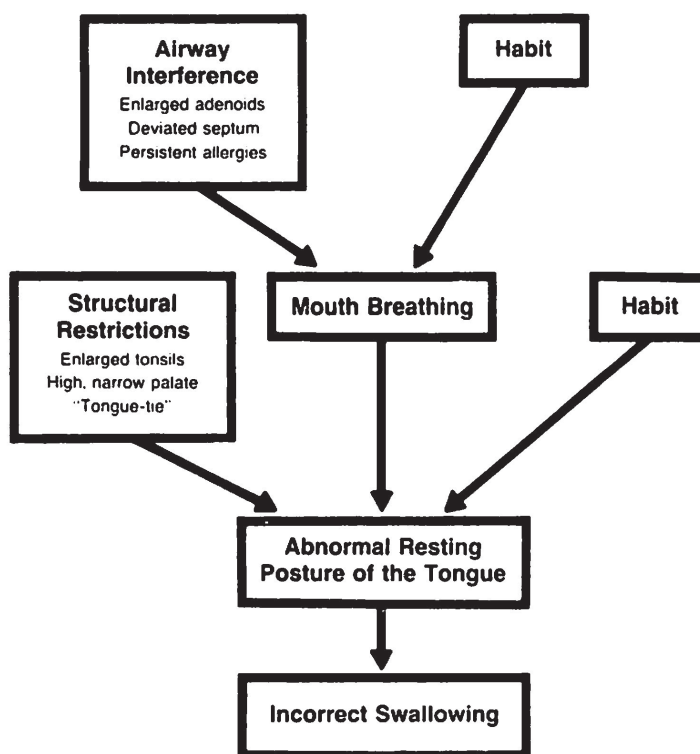 Airway
Interference
Enlarged adenoids
Deviated septum
Persistent allergies
Habit
Structural
Restrictions
Enlarged tonsils
High, narrow palate
"Tongue-tie"
Mouth Breathing
Habit
Abnormal Resting
Posture of the Tongue
Incorrect Swallowing